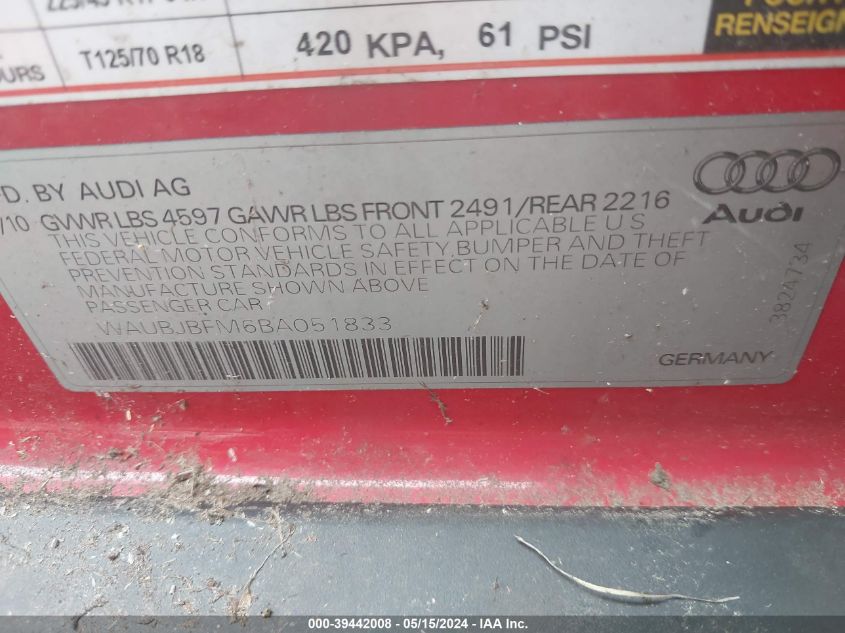 T125/70 R18
420 KPA, 61 PSI
RENSEIGN
OURS
D. BY AUDI AG
/10 GVWR LBS 4597 GAWR LBS FRONT 2491/REAR 2216
THIS VEHICLE CONFORMS TO ALL APPLICABLE U S
FEDERAL MOTOR VEHICLE SAFETY, BUMPER AND THEFT
PREVENTION STANDARDS IN EFFECT ON THE DATE OF
MANUFACTURE SHOWN ABOVE
PASSENGER CAR
WAUBJBFM6BA051833
Audi
3824734
GERMANY
000-39442008 - 05/15/2024 - IAA Inc.